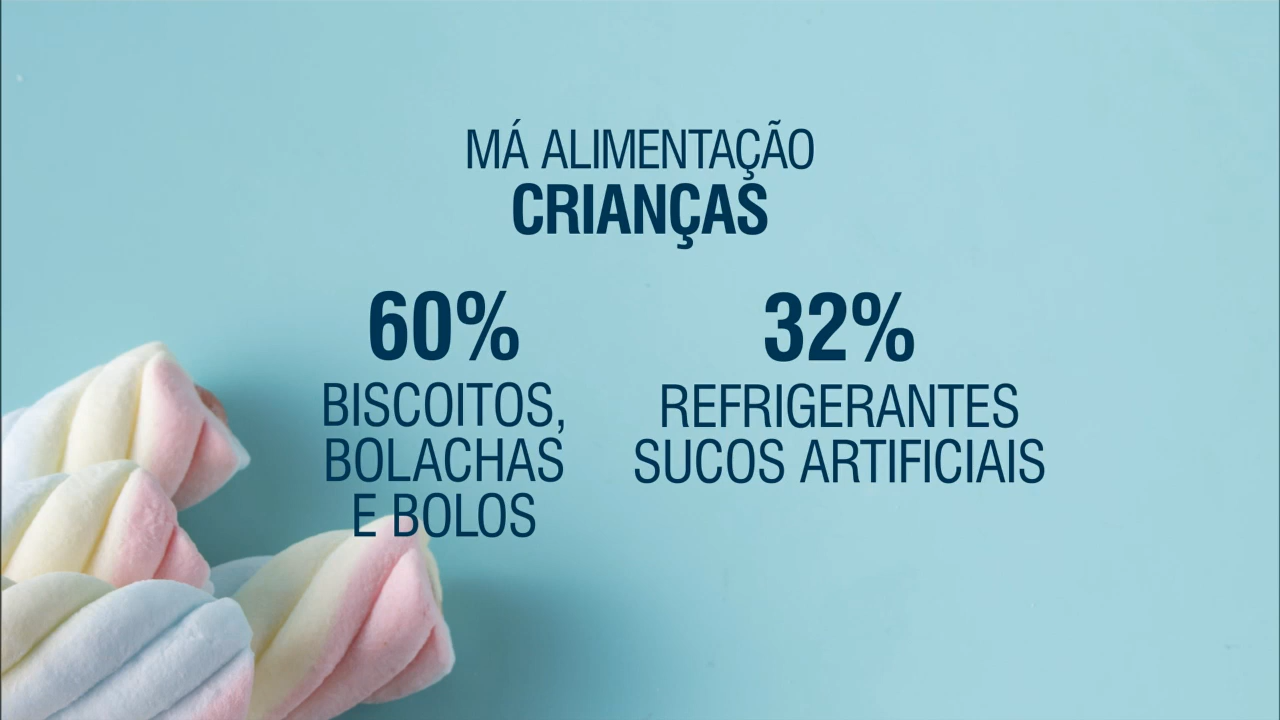 MÁ ALIMENTAÇÃO
CRIANÇAS
60%
BISCOITOS,
BOLACHAS
E BOLOS
32%
REFRIGERANTES
SUCOS ARTIFICIAIS